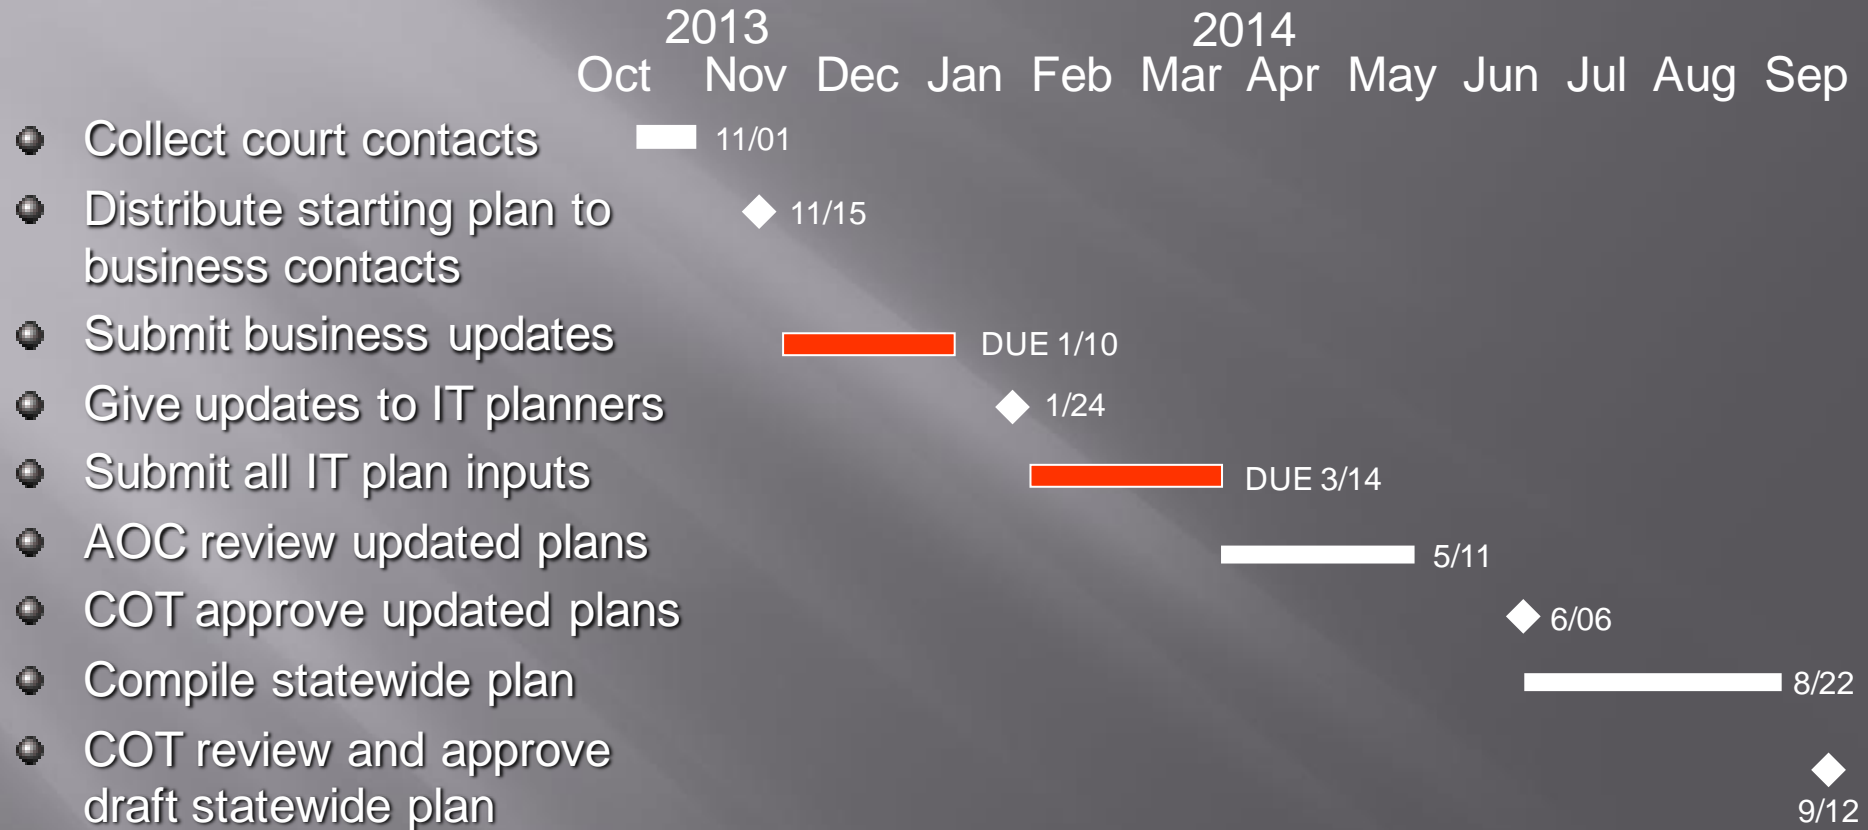 2013 2014
Oct Nov Dec Jan Feb Mar Apr May Jun Jul Aug Sep
Collect court contacts 11/01
Distribute starting plan to 11/15
business contacts
Submit business updates DUE 1/10
Give updates to IT planners 1/24
Submit all IT plan inputs DUE 3/14
AOC review updated plans 5/11
COT approve updated plans 6/06
Compile statewide plan 8/22
COT review and approve
draft statewide plan 9/12